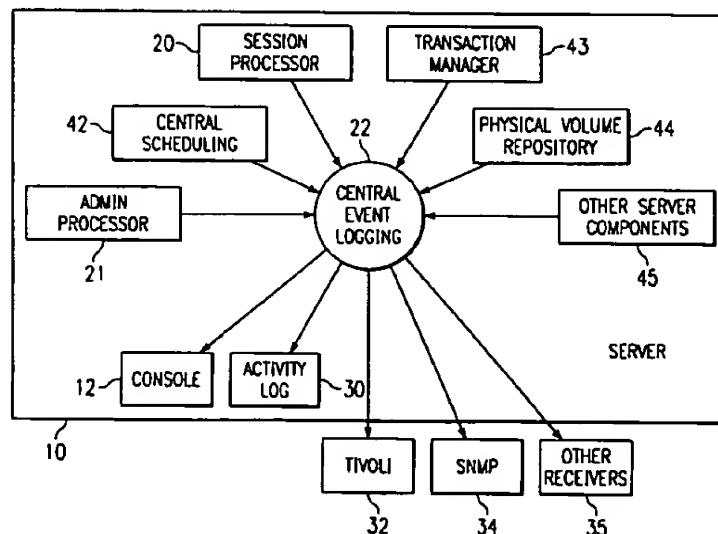 20
SESSION
PROCESSOR
TRANSACTION
MANAGER
43
42
CENTRAL
SCHEDULING
22
PHYSICAL VOLUME
REPOSITORY
44
CENTRAL
EVENT
LOGGING
ADMIN
PROCESSOR
21
OTHER SERVER
COMPONENTS
45
SERVER
12
CONSOLE
ACTIVITY
LOG
30
10
TIVOLI
32
SNMP
34
OTHER
RECEIVERS
35